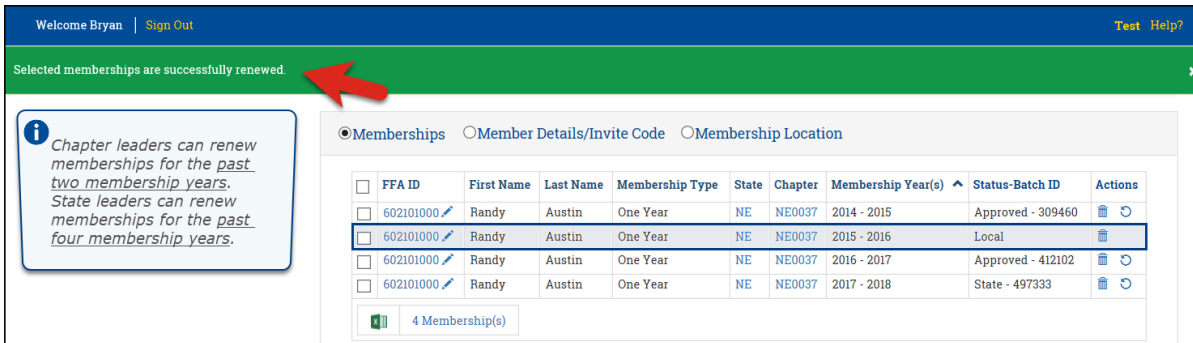 Welcome Bryan | Sign Out Test Help?
Selected memberships are successfully renewed. x
Chapter leaders can renew
memberships for the past
two membership years.
State leaders can renew
memberships for the past
four membership years.
Memberships Member Details/Invite Code Membership Location
FFA ID First Name Last Name Membership Type State Chapter Membership Year(s) Status-Batch ID Actions
602101000 Randy Austin One Year NE NE0037 2014 - 2015 Approved - 309460
602101000 Randy Austin One Year NE NE0037 2015 - 2016 Local
602101000 Randy Austin One Year NE NE0037 2016 - 2017 Approved - 412102
602101000 Randy Austin One Year NE NE0037 2017 - 2018 State - 497333
4 Membership(s)